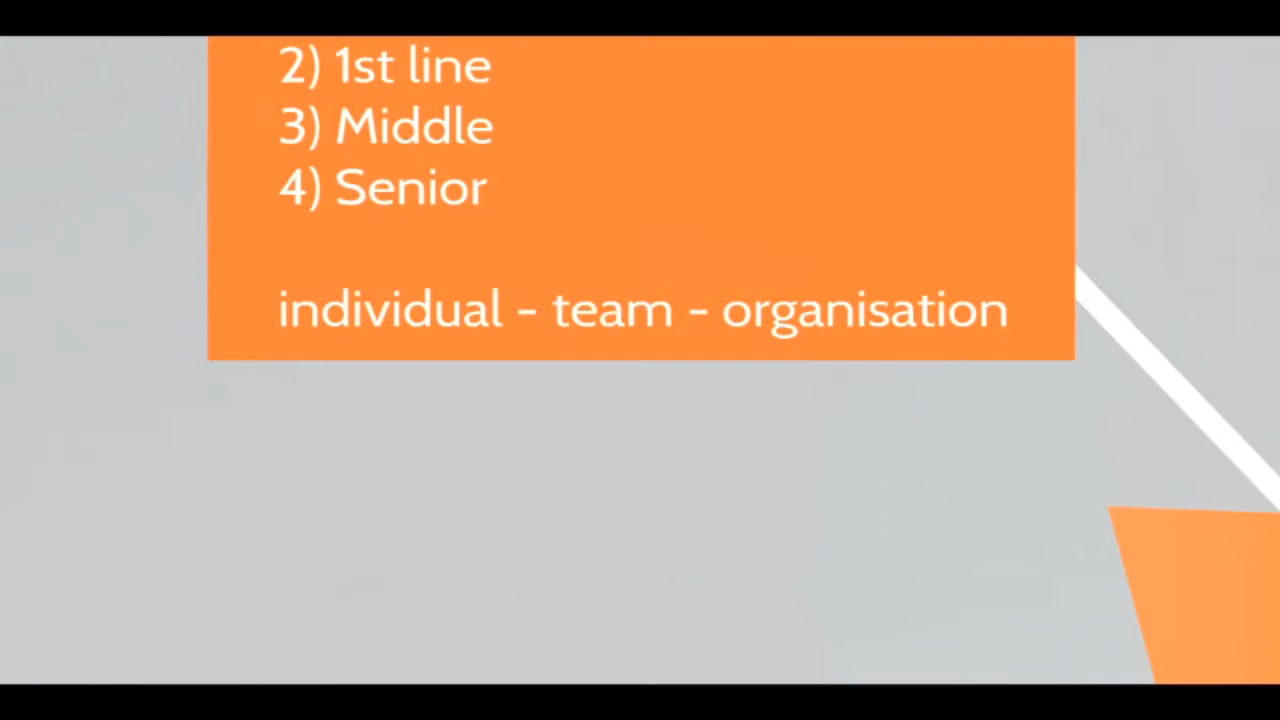 2) 1st line
3) Middle
4) Senior
individual - team - organisation